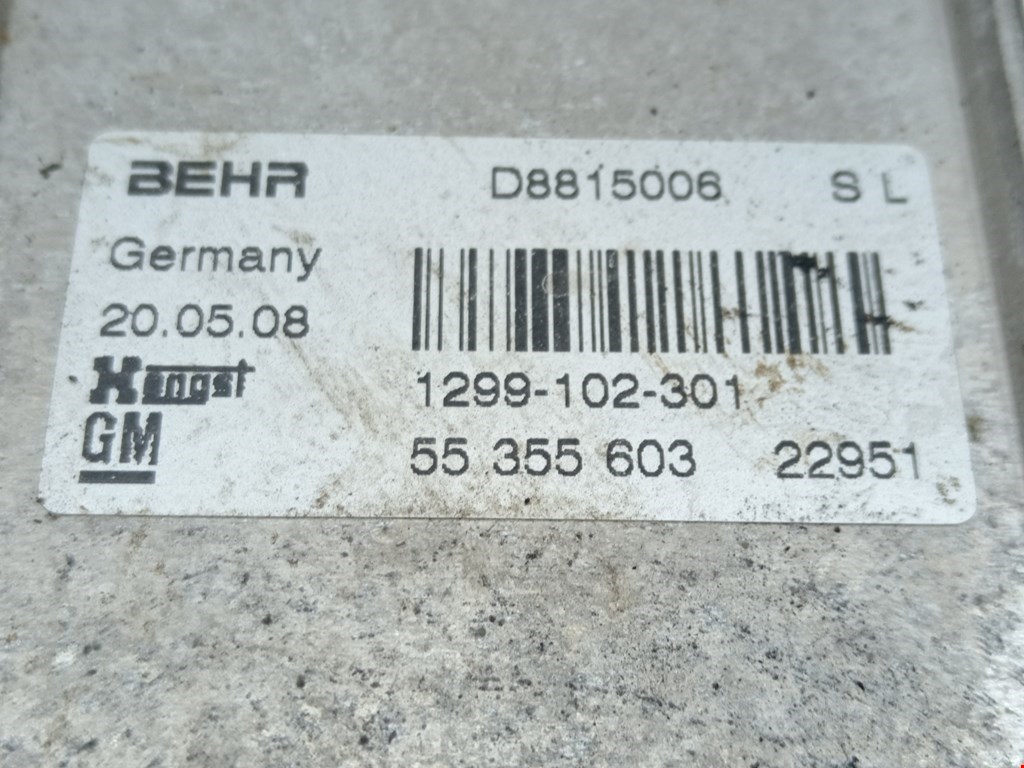 BEHR D8815006 S L
Germany
20.05.08
Hengst 1299-102-301
GM 55 355 603 22951